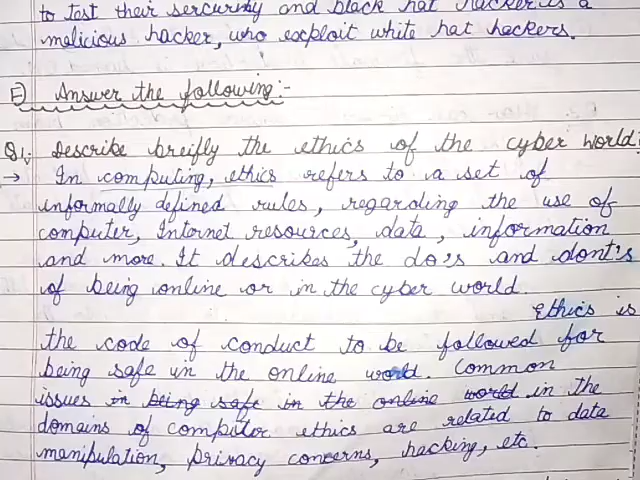 to test their sercurity and black hat hacker is a
malicious hacker, who exploit white hat hackers.
E) Answer the following:-
Q1; Describe breifly the ethics of the cyber world.
→ In computing, ethics refers to a set of
informally defined rules, regarding the use of
computer, Internet resources, data, information
and more. It describes the do's and dont's
of being online or in the cyber world.
Ethics is
the code of conduct to be followed for
being safe in the online world. Common
issues in being safe in the online world in the
domains of computer ethics are related to data
manipulation, privacy concerns, hacking, etc.